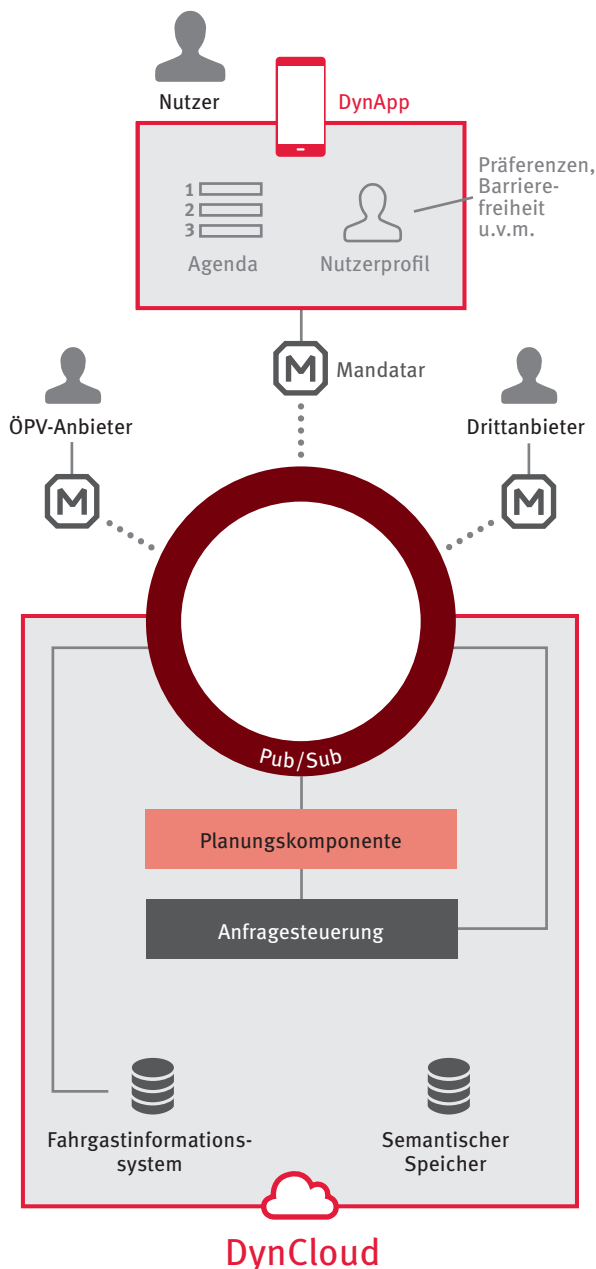 Nutzer
DynApp
Präferenzen,
Barriere-
freiheit
u.v.m.
1
2
3
Agenda
Nutzerprofil
M
Mandatar
ÖPV-Anbieter
Drittanbieter
M
M
Pub/Sub
Planungskomponente
Anfragesteuerung
Fahrgastinformations-
system
Semantischer
Speicher
DynCloud